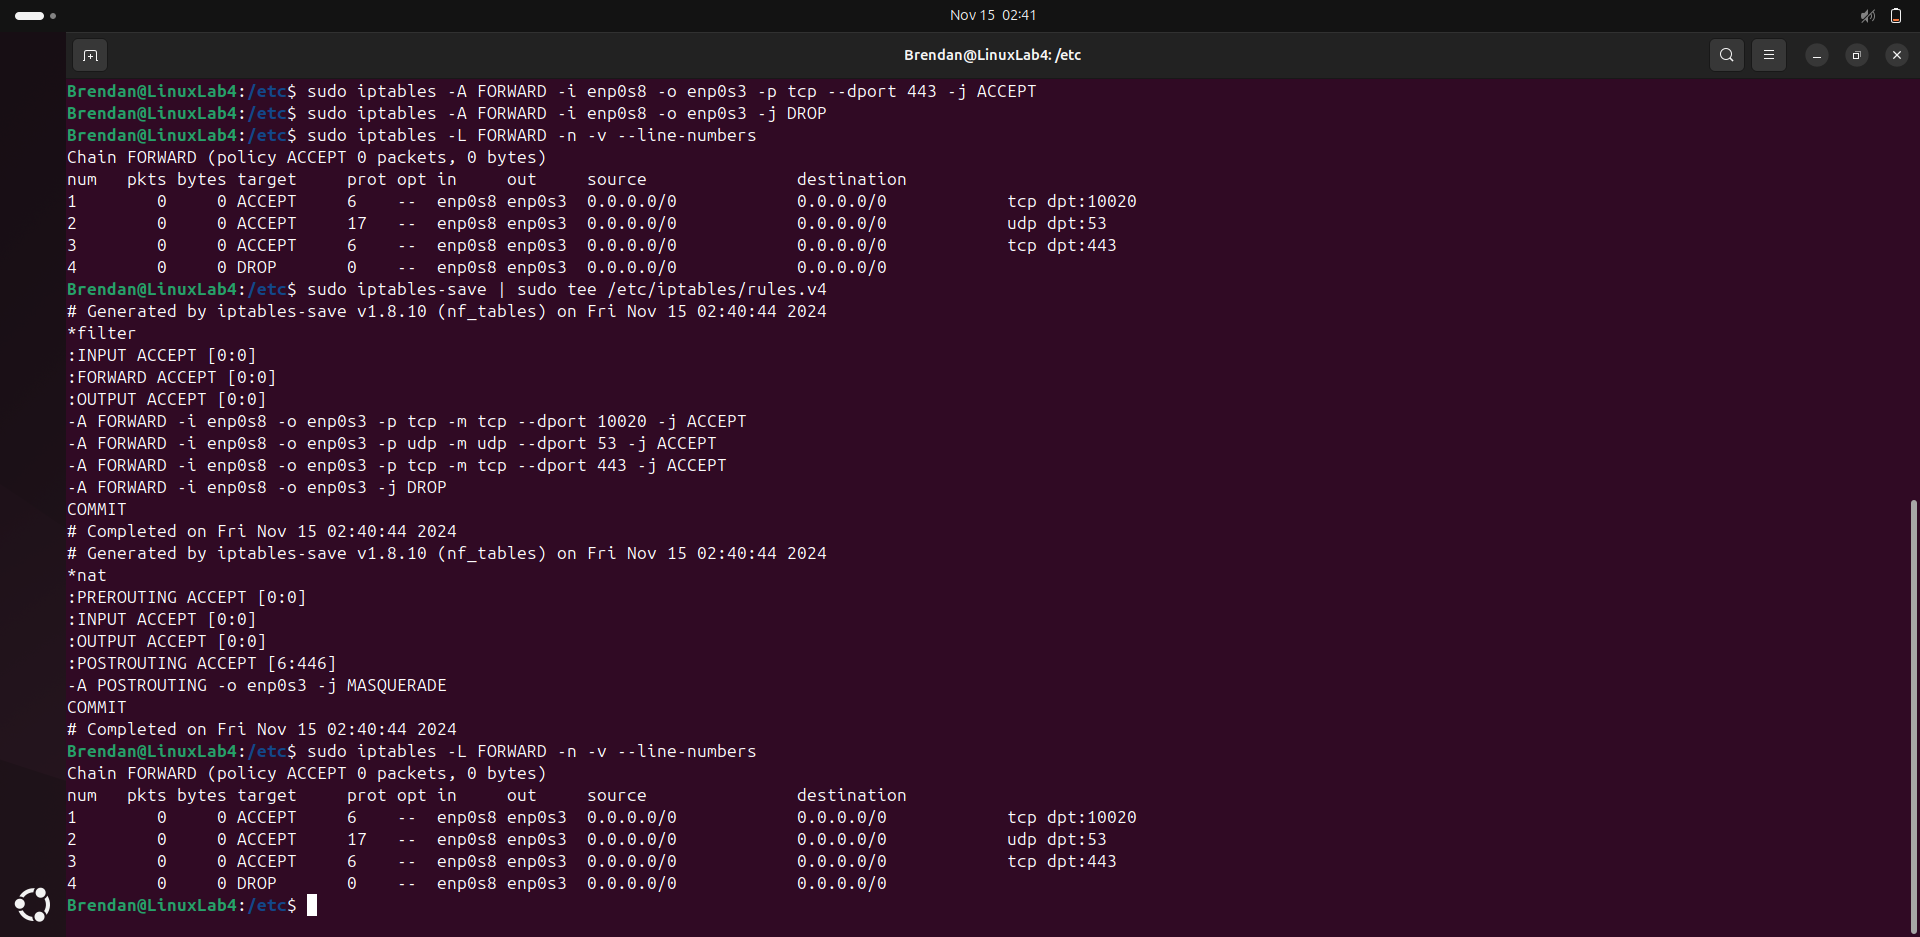 Nov 15 02:41
Brendan@LinuxLab4: /etc
Brendan@LinuxLab4:/etc$ sudo iptables -A FORWARD -i enp0s8 -o enp0s3 -p tcp --dport 443 -j ACCEPT
Brendan@LinuxLab4:/etc$ sudo iptables -A FORWARD -i enp0s8 -o enp0s3 -j DROP
Brendan@LinuxLab4:/etc$ sudo iptables -L FORWARD -n -v --line-numbers
Chain FORWARD (policy ACCEPT 0 packets, 0 bytes)
num   pkts bytes target     prot opt in     out     source               destination
1        0     0 ACCEPT     6    --  enp0s8 enp0s3  0.0.0.0/0            0.0.0.0/0            tcp dpt:10020
2        0     0 ACCEPT     17   --  enp0s8 enp0s3  0.0.0.0/0            0.0.0.0/0            udp dpt:53
3        0     0 ACCEPT     6    --  enp0s8 enp0s3  0.0.0.0/0            0.0.0.0/0            tcp dpt:443
4        0     0 DROP       0    --  enp0s8 enp0s3  0.0.0.0/0            0.0.0.0/0
Brendan@LinuxLab4:/etc$ sudo iptables-save | sudo tee /etc/iptables/rules.v4
# Generated by iptables-save v1.8.10 (nf_tables) on Fri Nov 15 02:40:44 2024
*filter
:INPUT ACCEPT [0:0]
:FORWARD ACCEPT [0:0]
:OUTPUT ACCEPT [0:0]
-A FORWARD -i enp0s8 -o enp0s3 -p tcp -m tcp --dport 10020 -j ACCEPT
-A FORWARD -i enp0s8 -o enp0s3 -p udp -m udp --dport 53 -j ACCEPT
-A FORWARD -i enp0s8 -o enp0s3 -p tcp -m tcp --dport 443 -j ACCEPT
-A FORWARD -i enp0s8 -o enp0s3 -j DROP
COMMIT
# Completed on Fri Nov 15 02:40:44 2024
# Generated by iptables-save v1.8.10 (nf_tables) on Fri Nov 15 02:40:44 2024
*nat
:PREROUTING ACCEPT [0:0]
:INPUT ACCEPT [0:0]
:OUTPUT ACCEPT [0:0]
:POSTROUTING ACCEPT [6:446]
-A POSTROUTING -o enp0s3 -j MASQUERADE
COMMIT
# Completed on Fri Nov 15 02:40:44 2024
Brendan@LinuxLab4:/etc$ sudo iptables -L FORWARD -n -v --line-numbers
Chain FORWARD (policy ACCEPT 0 packets, 0 bytes)
num   pkts bytes target     prot opt in     out     source               destination
1        0     0 ACCEPT     6    --  enp0s8 enp0s3  0.0.0.0/0            0.0.0.0/0            tcp dpt:10020
2        0     0 ACCEPT     17   --  enp0s8 enp0s3  0.0.0.0/0            0.0.0.0/0            udp dpt:53
3        0     0 ACCEPT     6    --  enp0s8 enp0s3  0.0.0.0/0            0.0.0.0/0            tcp dpt:443
4        0     0 DROP       0    --  enp0s8 enp0s3  0.0.0.0/0            0.0.0.0/0
Brendan@LinuxLab4:/etc$